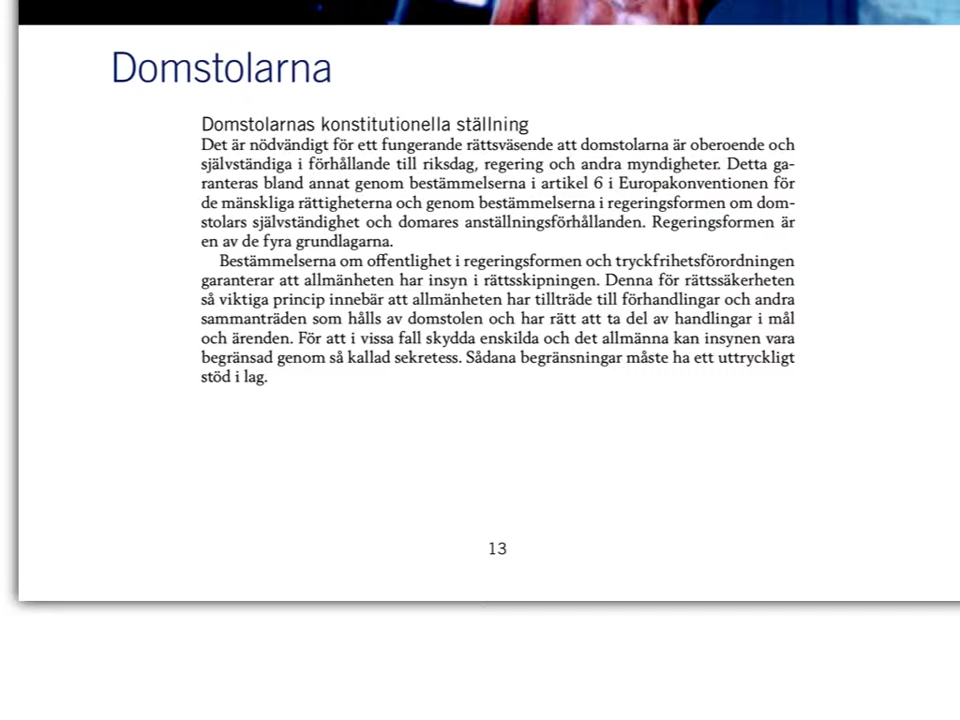 Domstolarna
Domstolarnas konstitutionella ställning
Det är nödvändigt för ett fungerande rättsväsende att domstolarna är oberoende och
självständiga i förhållande till riksdag, regering och andra myndigheter. Detta ga-
ranteras bland annat genom bestämmelserna i artikel 6 i Europakonventionen för
de mänskliga rättigheterna och genom bestämmelserna i regeringsformen om dom-
stolars självständighet och domares anställningsförhållanden. Regeringsformen är
en av de fyra grundlagarna.
Bestämmelserna om offentlighet i regeringsformen och tryckfrihetsförordningen
garanterar att allmänheten har insyn i rättsskipningen. Denna för rättssäkerheten
så viktiga princip innebär att allmänheten har tillträde till förhandlingar och andra
sammanträden som hålls av domstolen och har rätt att ta del av handlingar i mål
och ärenden. För att i vissa fall skydda enskilda och det allmänna kan insynen vara
begränsad genom så kallad sekretess. Sådana begränsningar måste ha ett uttryckligt
stöd i lag.
13